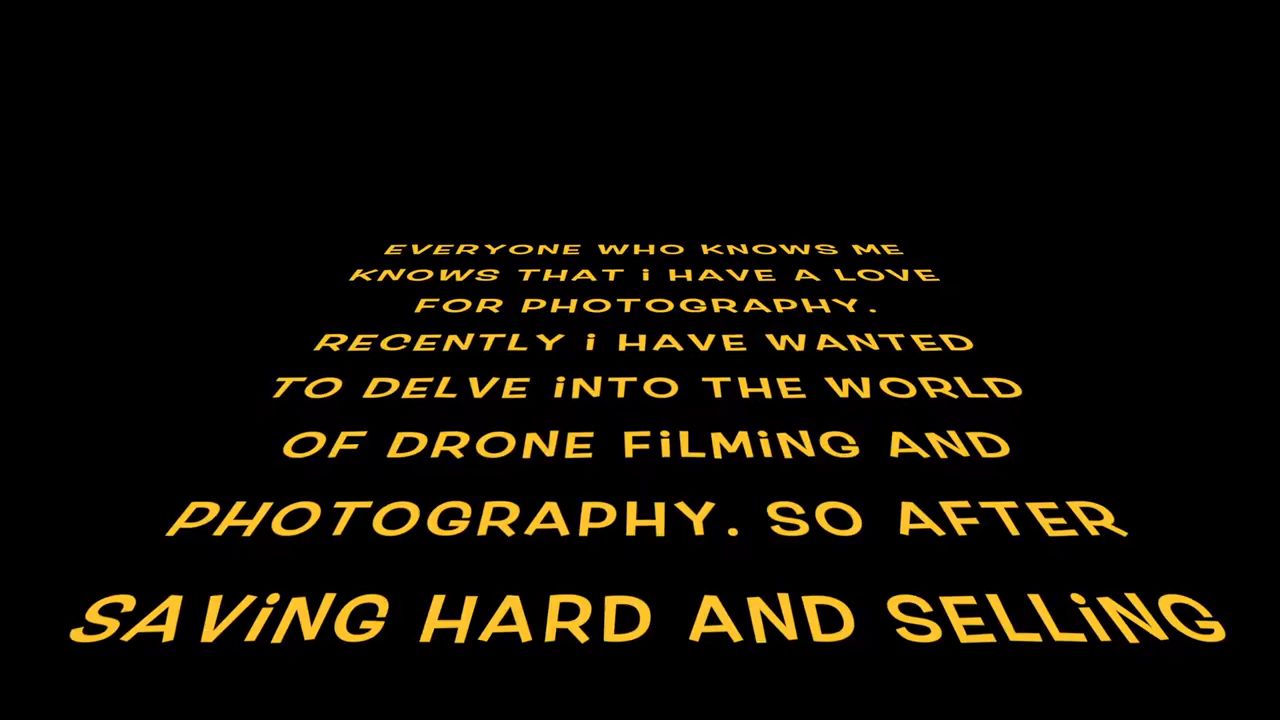 EVERYONE WHO KNOWS ME
KNOWS THAT i HAVE A LOVE
FOR PHOTOGRAPHY.
RECENTLY i HAVE WANTED
TO DELVE iNTO THE WORLD
OF DRONE FiLMiNG AND
PHOTOGRAPHY. SO AFTER
SAViNG HARD AND SELLiNG